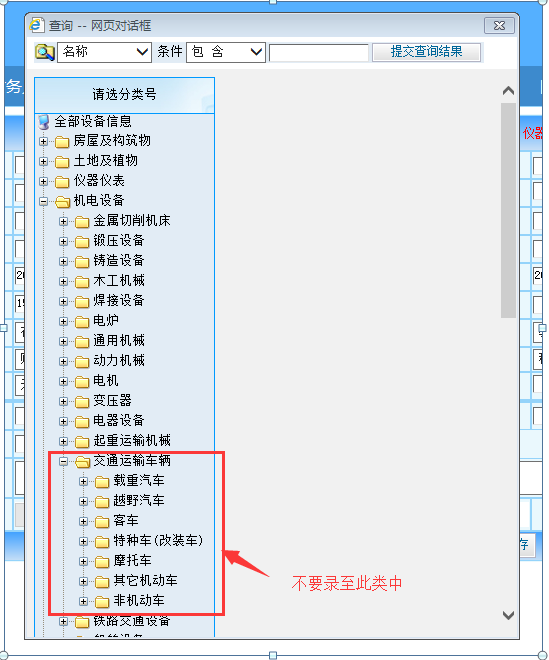 查询 -- 网页对话框
名称 条件 包 含 提交查询结果
请选分类号
全部设备信息
房屋及构筑物
土地及植物
仪器仪表
机电设备
金属切削机床
锻压设备
铸造设备
木工机械
焊接设备
电炉
通用机械
动力机械
电机
变压器
电器设备
起重运输机械
交通运输车辆
载重汽车
越野汽车
客车
特种车(改装车)
摩托车
其它机动车
非机动车
不要录至此类中
铁路交通设备
务
仪器
存